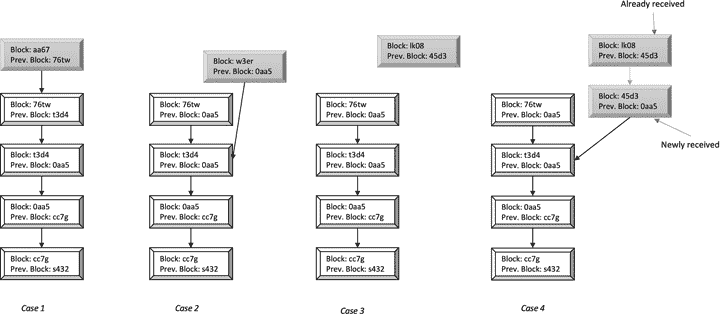 Already received
Block: aa67
Prev. Block: 76tw
Block: 76tw
Prev. Block: t3d4
Block: t3d4
Prev. Block: 0aa5
Block: 0aa5
Prev. Block: cc7g
Block: cc7g
Prev. Block: s432
Case 1
Block: w3er
Prev. Block: 0aa5
Block: 76tw
Prev. Block: 0aa5
Block: t3d4
Prev. Block: 0aa5
Block: 0aa5
Prev. Block: cc7g
Block: cc7g
Prev. Block: s432
Case 2
Block: lk08
Prev. Block: 45d3
Block: 76tw
Prev. Block: 0aa5
Block: t3d4
Prev. Block: 0aa5
Block: 0aa5
Prev. Block: cc7g
Block: cc7g
Prev. Block: s432
Case 3
Block: lk08
Prev. Block: 45d3
Block: 45d3
Prev. Block: 0aa5
Newly received
Block: 76tw
Prev. Block: 0aa5
Block: t3d4
Prev. Block: 0aa5
Block: 0aa5
Prev. Block: cc7g
Block: cc7g
Prev. Block: s432
Case 4